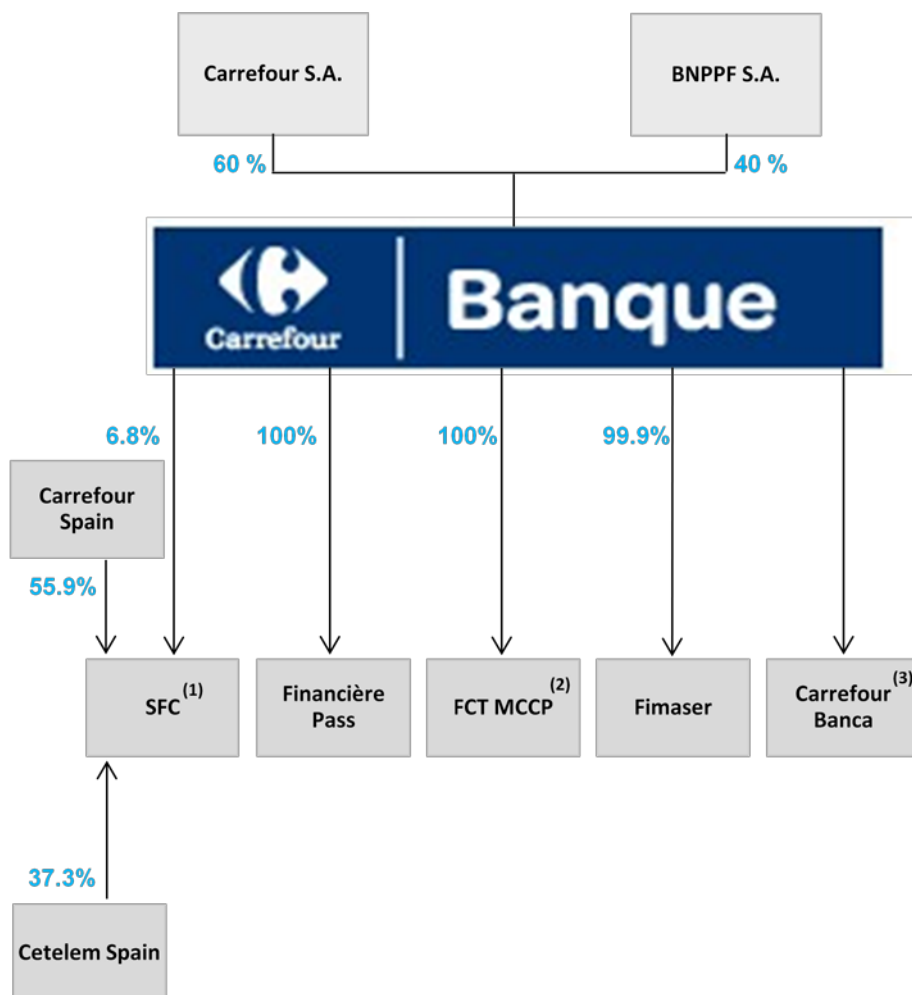 Carrefour S.A.
BNPPF S.A.
60 %
40 %
Carrefour
Banque
6.8%
100%
100%
99.9%
Carrefour
Spain
55.9%
SFC (1)
Financière
Pass
FCT MCCP (2)
Fimaser
Carrefour (3)
Banca
37.3%
Cetelem Spain